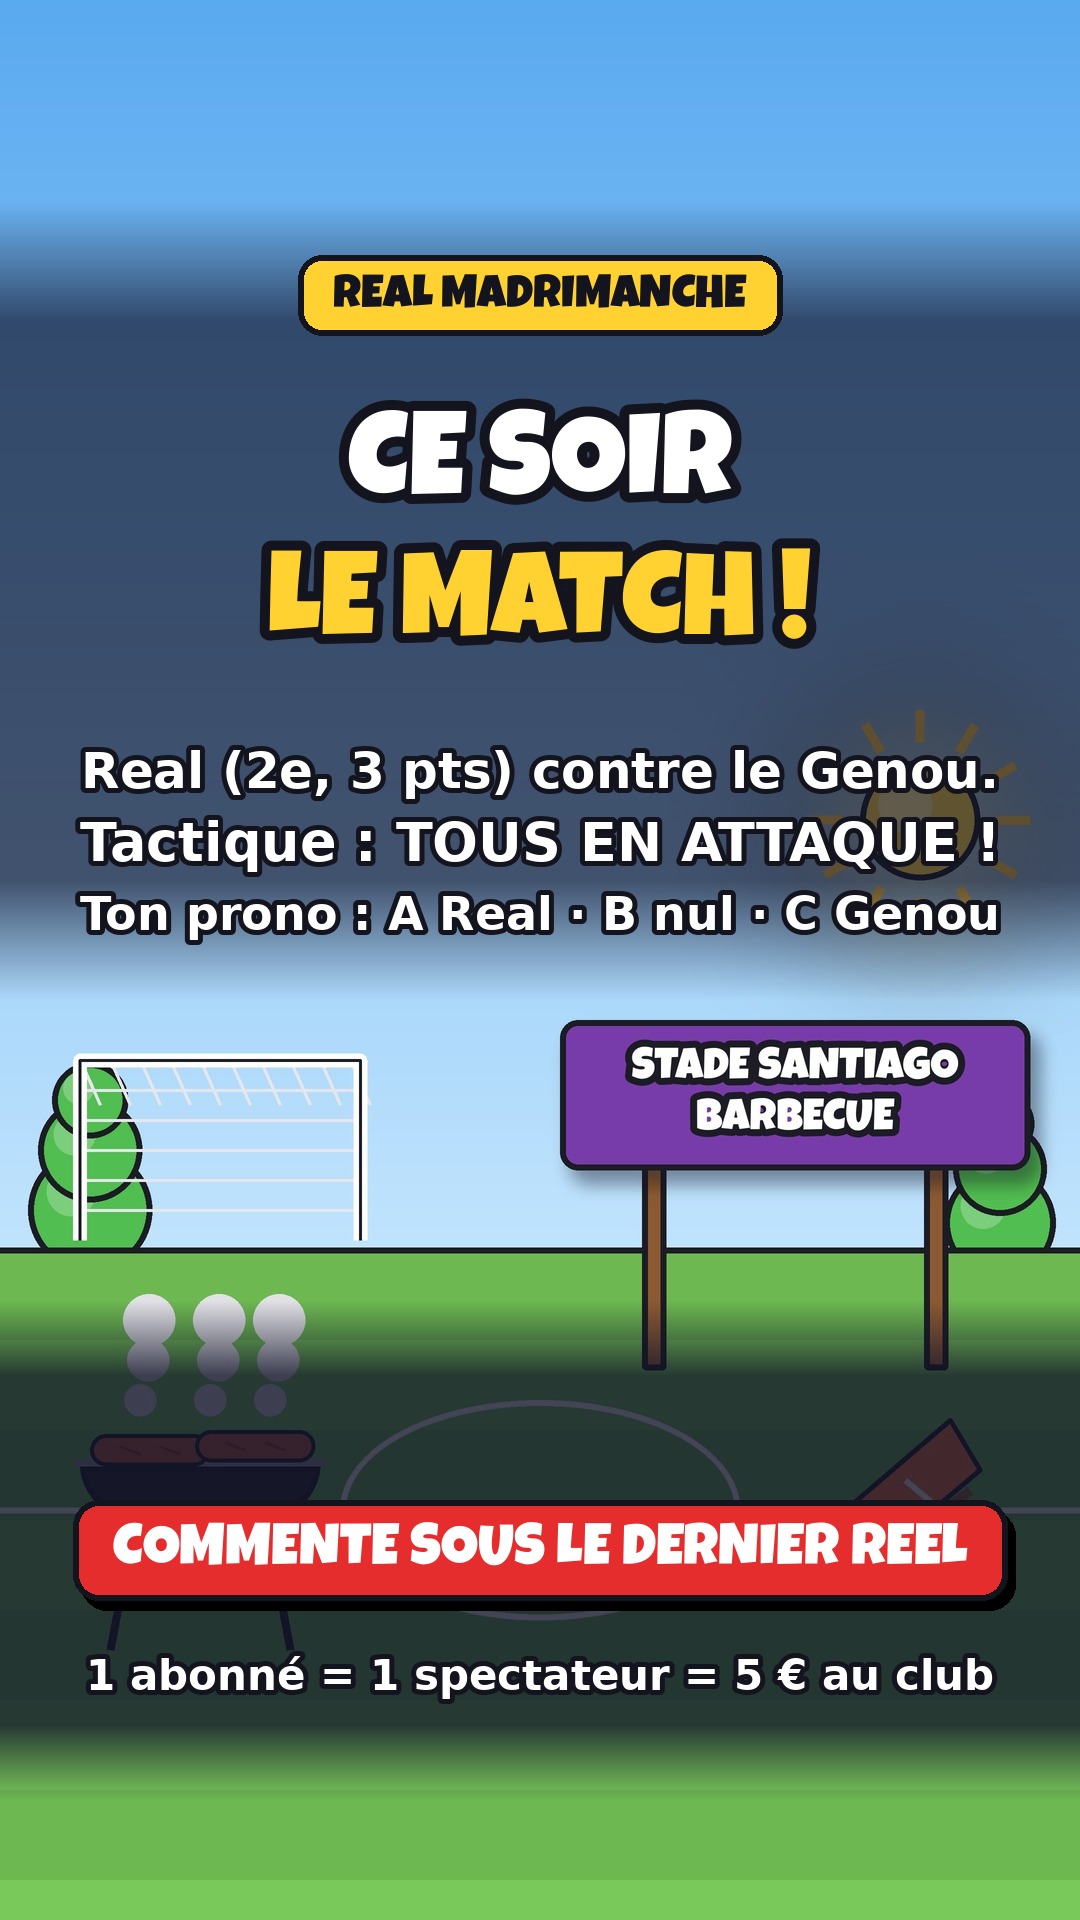 REAL MADRIMANCHE
CE SOIR
LE MATCH !
Real (2e, 3 pts) contre le Genou.
Tactique : TOUS EN ATTAQUE !
Ton prono : A Real · B nul · C Genou
STADE SANTIAGO
BARBECUE
COMMENTE SOUS LE DERNIER REEL
1 abonné = 1 spectateur = 5 € au club